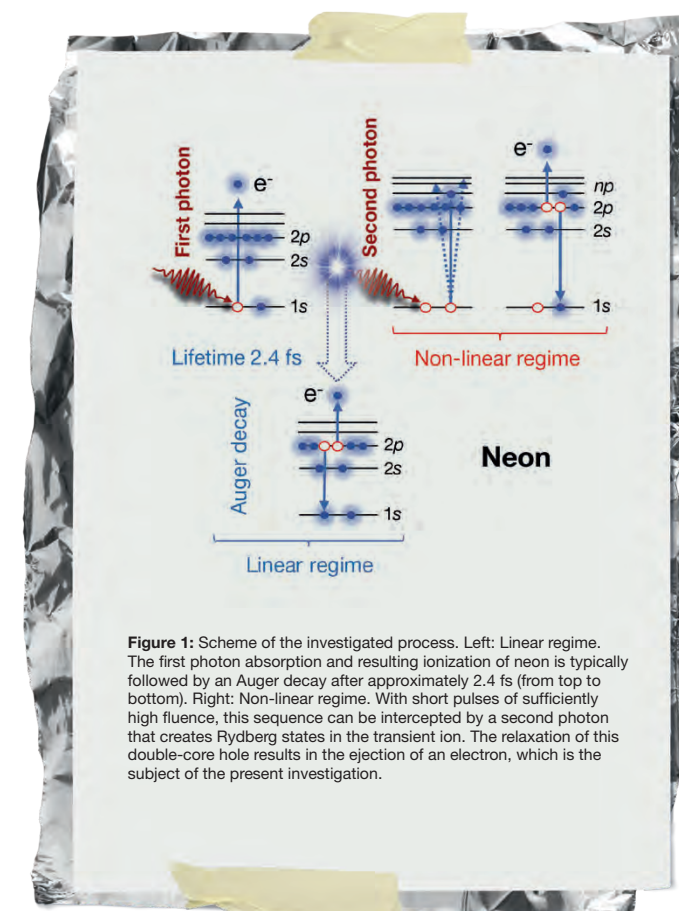 First photon
e-
2p
2s
1s
Lifetime 2.4 fs
Second photon
e-
np
2p
2s
1s
Non-linear regime
Auger decay
e-
2p
2s
1s
Linear regime
Neon
Figure 1: Scheme of the investigated process. Left: Linear regime.
The first photon absorption and resulting ionization of neon is typically
followed by an Auger decay after approximately 2.4 fs (from top to
bottom). Right: Non-linear regime. With short pulses of sufficiently
high fluence, this sequence can be intercepted by a second photon
that creates Rydberg states in the transient ion. The relaxation of this
double-core hole results in the ejection of an electron, which is the
subject of the present investigation.